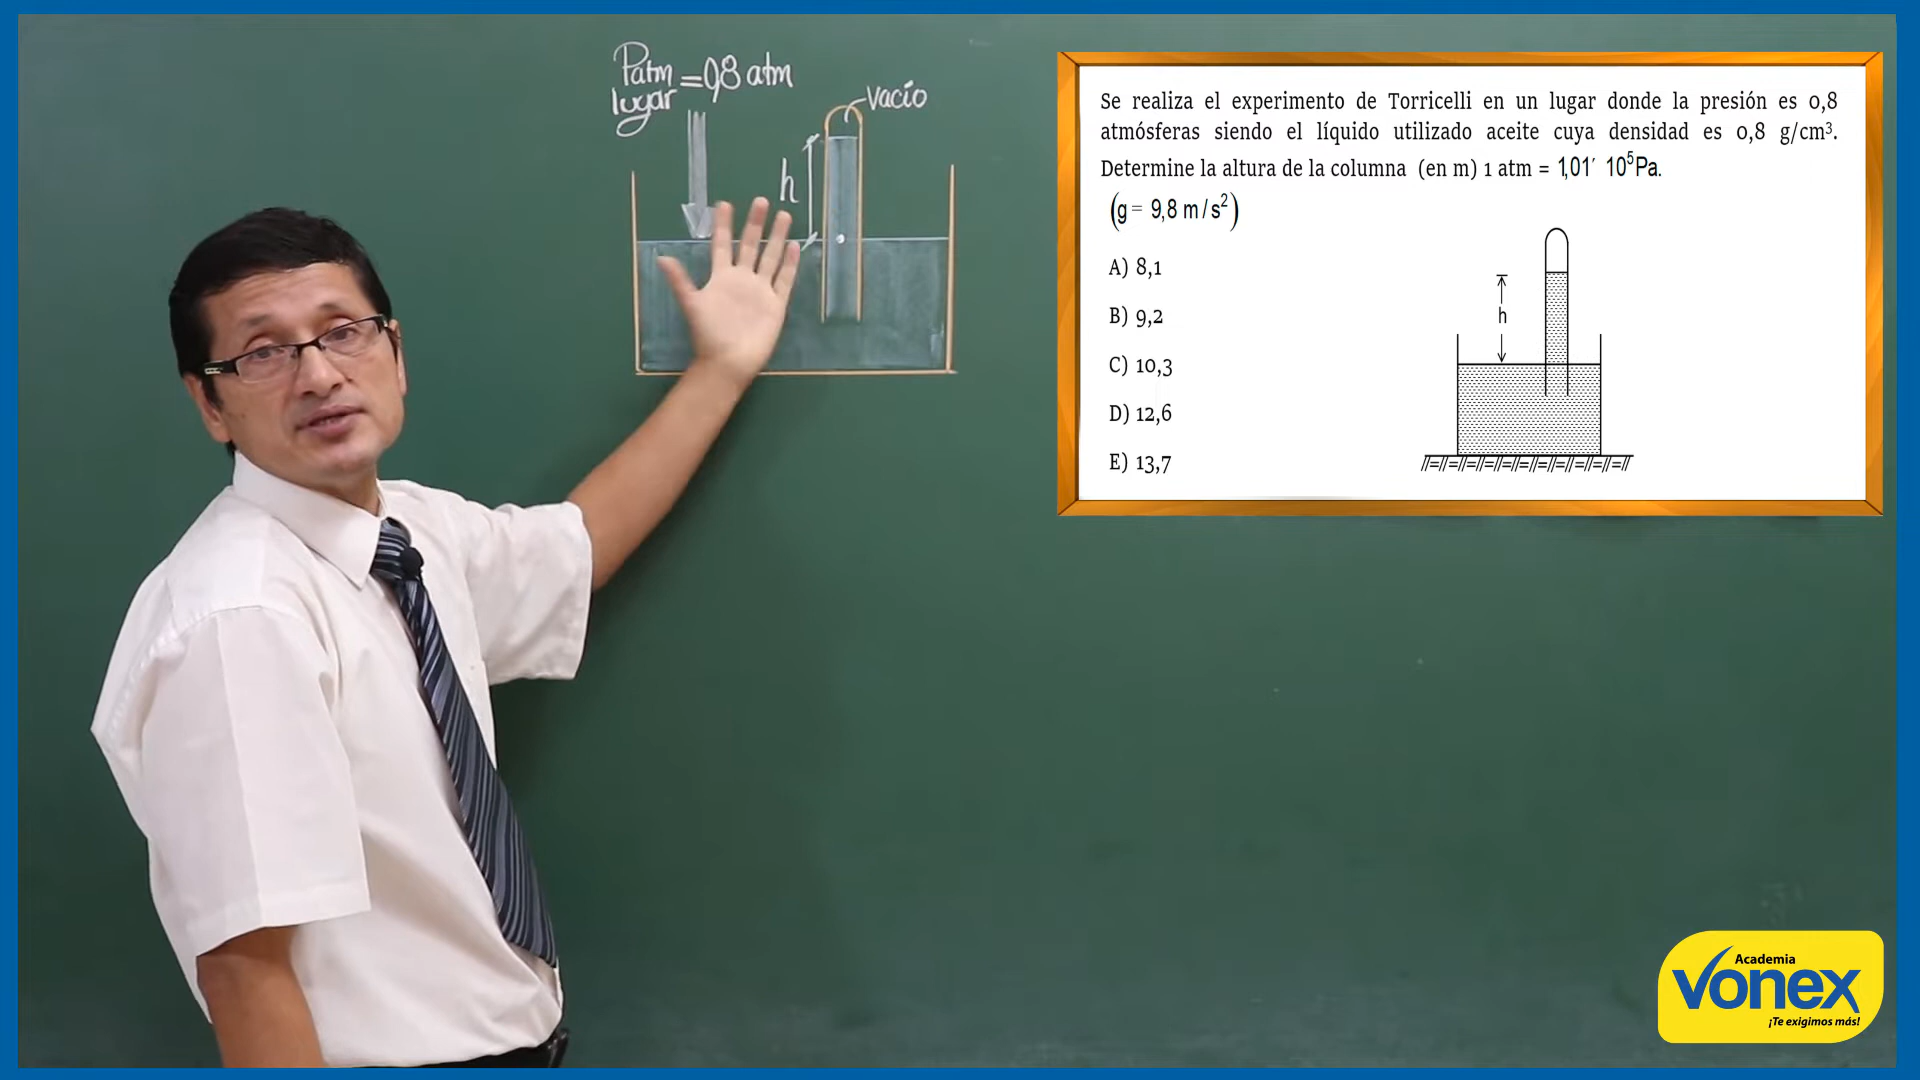 Patm
lugar = 0,8 atm
vacío
h
Se realiza el experimento de Torricelli en un lugar donde la presión es 0,8
atmósferas siendo el líquido utilizado aceite cuya densidad es 0,8 g/cm³.
Determine la altura de la columna (en m) 1 atm = 1,01´ 10⁵Pa.
(g = 9,8 m/s²)
A) 8,1
B) 9,2
C) 10,3
D) 12,6
E) 13,7
h
Academia
vonex
¡Te exigimos más!